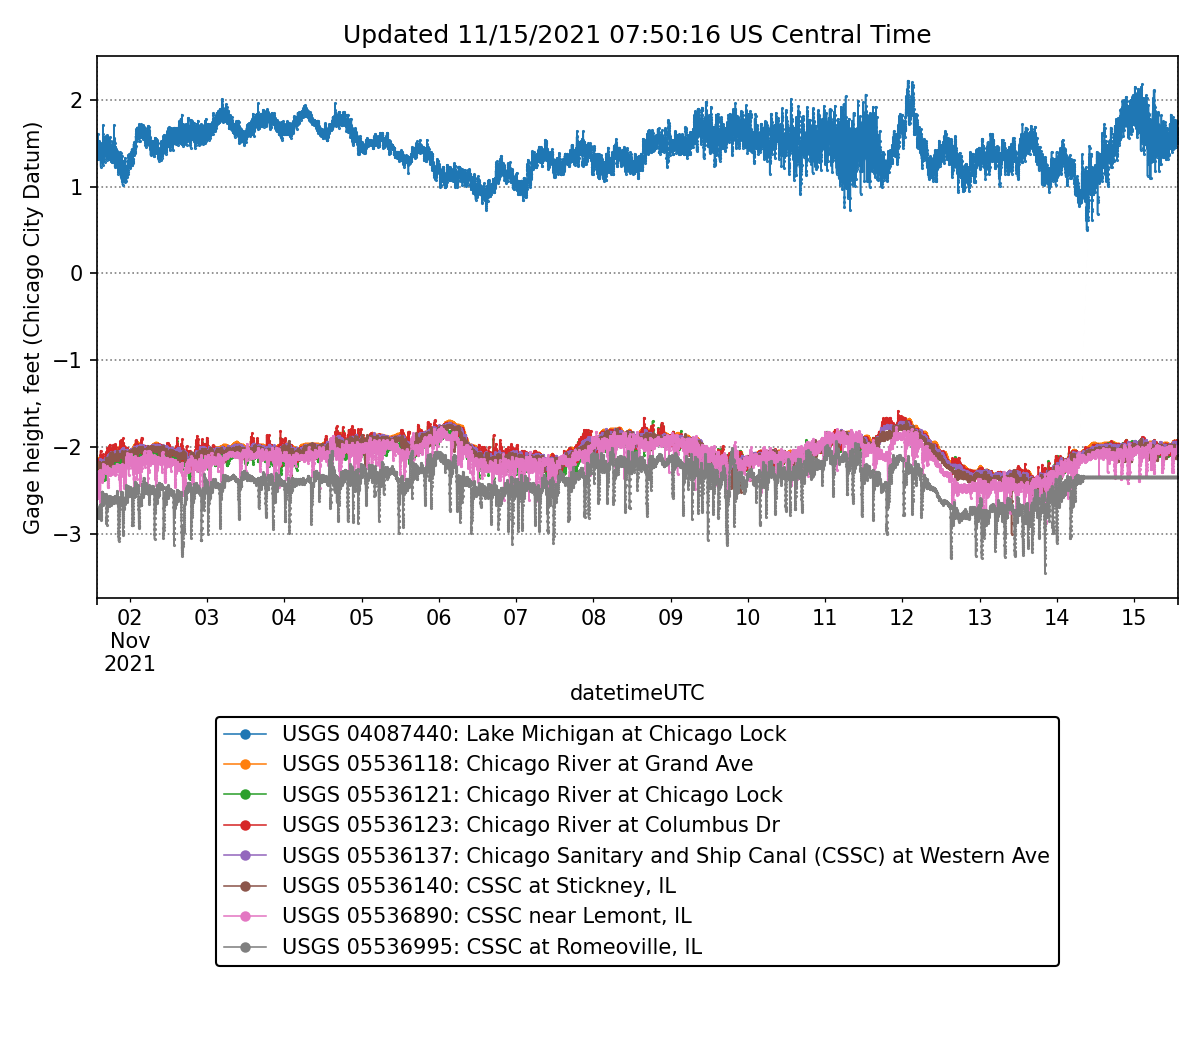 Updated 11/15/2021 07:50:16 US Central Time
Gage height, feet (Chicago City Datum)
2
1
0
−1
−2
−3
02 03 04 05 06 07 08 09 10 11 12 13 14 15
Nov
2021
datetimeUTC
USGS 04087440: Lake Michigan at Chicago Lock
USGS 05536118: Chicago River at Grand Ave
USGS 05536121: Chicago River at Chicago Lock
USGS 05536123: Chicago River at Columbus Dr
USGS 05536137: Chicago Sanitary and Ship Canal (CSSC) at Western Ave
USGS 05536140: CSSC at Stickney, IL
USGS 05536890: CSSC near Lemont, IL
USGS 05536995: CSSC at Romeoville, IL